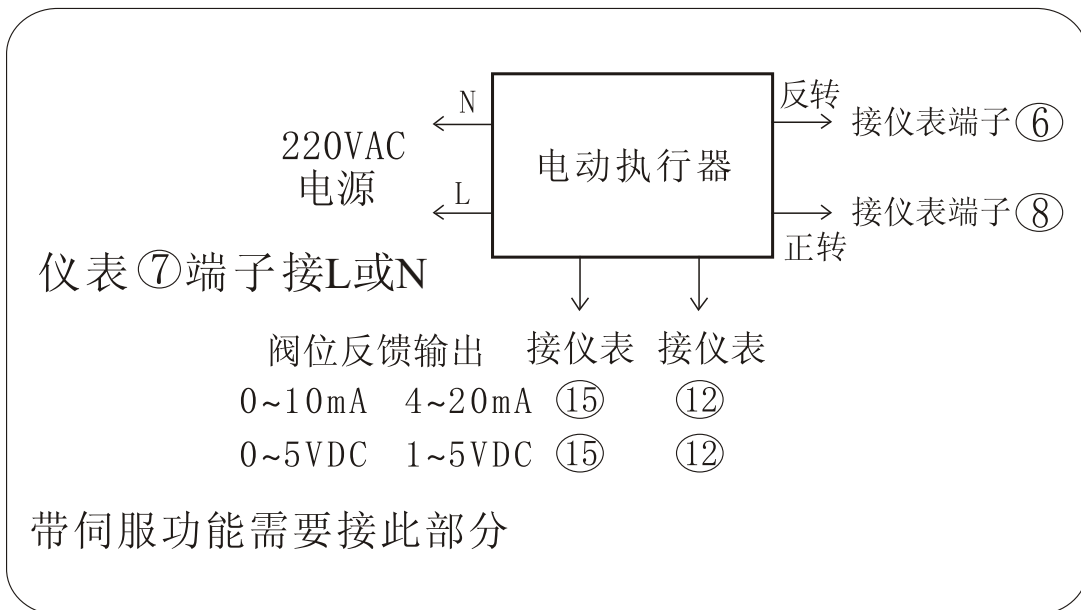 N
反转
接仪表端子⑥
220VAC
电源
电动执行器
L
接仪表端子⑧
正转
仪表⑦端子接L或N
阀位反馈输出 接仪表 接仪表
0~10mA 4~20mA ⑮ ⑫
0~5VDC 1~5VDC ⑮ ⑫
带伺服功能需要接此部分